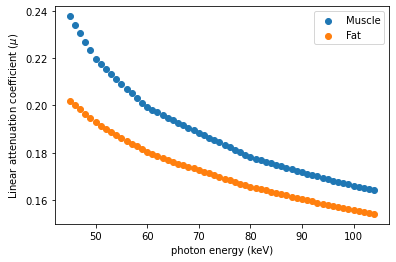 0.24
0.22
0.20
0.18
0.16
Linear attenuation coefficient (μ)
Muscle
Fat
50 60 70 80 90 100
photon energy (keV)